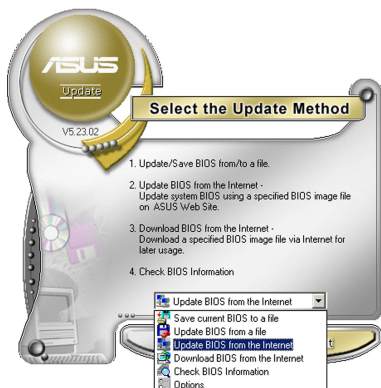 ASUS
Update
V5.23.02
Select the Update Method
1. Update/Save BIOS from/to a file.
2. Update BIOS from the Internet -
Update system BIOS using a specified BIOS image file
on ASUS Web Site.
3. Download BIOS from the Internet -
Download a specified BIOS image file via Internet for
later usage.
4. Check BIOS Information
Update BIOS from the Internet
Save current BIOS to a file
Update BIOS from a file
Update BIOS from the Internet
Download BIOS from the Internet
Check BIOS Information
Options